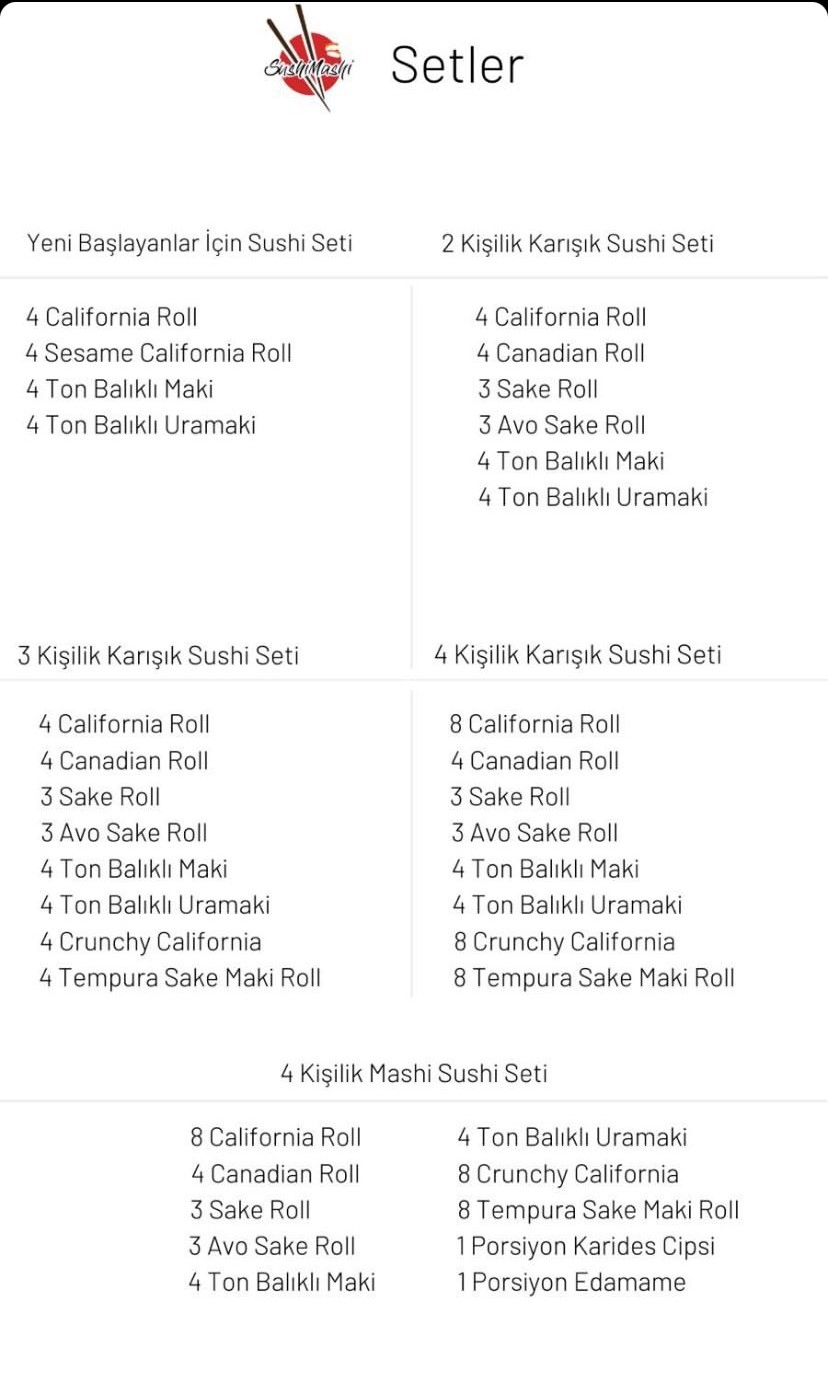 SushiMashi
Setler
Yeni Başlayanlar İçin Sushi Seti
4 California Roll
4 Sesame California Roll
4 Ton Balıklı Maki
4 Ton Balıklı Uramaki
2 Kişilik Karışık Sushi Seti
4 California Roll
4 Canadian Roll
3 Sake Roll
3 Avo Sake Roll
4 Ton Balıklı Maki
4 Ton Balıklı Uramaki
3 Kişilik Karışık Sushi Seti
4 California Roll
4 Canadian Roll
3 Sake Roll
3 Avo Sake Roll
4 Ton Balıklı Maki
4 Ton Balıklı Uramaki
4 Crunchy California
4 Tempura Sake Maki Roll
4 Kişilik Karışık Sushi Seti
8 California Roll
4 Canadian Roll
3 Sake Roll
3 Avo Sake Roll
4 Ton Balıklı Maki
4 Ton Balıklı Uramaki
8 Crunchy California
8 Tempura Sake Maki Roll
4 Kişilik Mashi Sushi Seti
8 California Roll
4 Canadian Roll
3 Sake Roll
3 Avo Sake Roll
4 Ton Balıklı Maki
4 Ton Balıklı Uramaki
8 Crunchy California
8 Tempura Sake Maki Roll
1 Porsiyon Karides Cipsi
1 Porsiyon Edamame